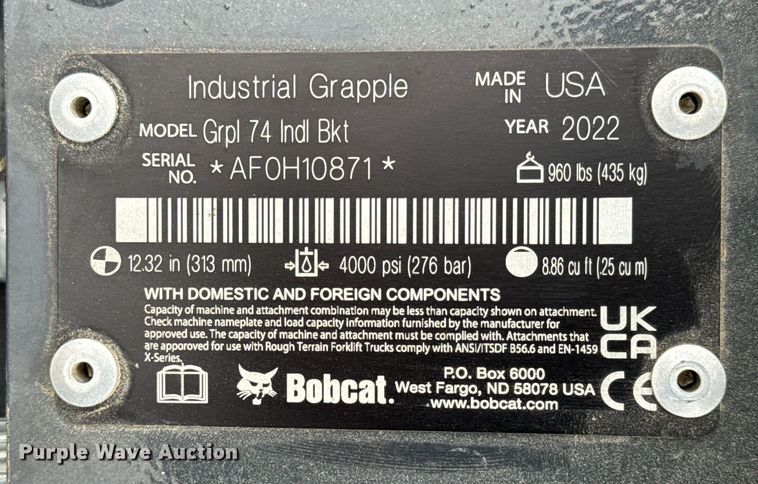 Industrial Grapple
MADE IN USA
MODEL Grpl 74 Indl Bkt
YEAR 2022
SERIAL NO. *AF0H10871*
960 lbs (435 kg)
12.32 in (313 mm)
4000 psi (276 bar)
8.86 cu ft (.25 cu m)
WITH DOMESTIC AND FOREIGN COMPONENTS
Capacity of machine and attachment combination may be less than capacity shown on attachment.
Check machine nameplate and load capacity information furnished by the manufacturer for
approved use. The capacity of machine and attachment must be complied with. Attachments that
are approved for use with Rough Terrain Forklift Trucks comply with ANSI/ITSDF B56.6 and EN-1459
X-Series.
UK
CA
Bobcat.
P.O. Box 6000
West Fargo, ND 58078 USA
www.bobcat.com
CE
Purple Wave Auction